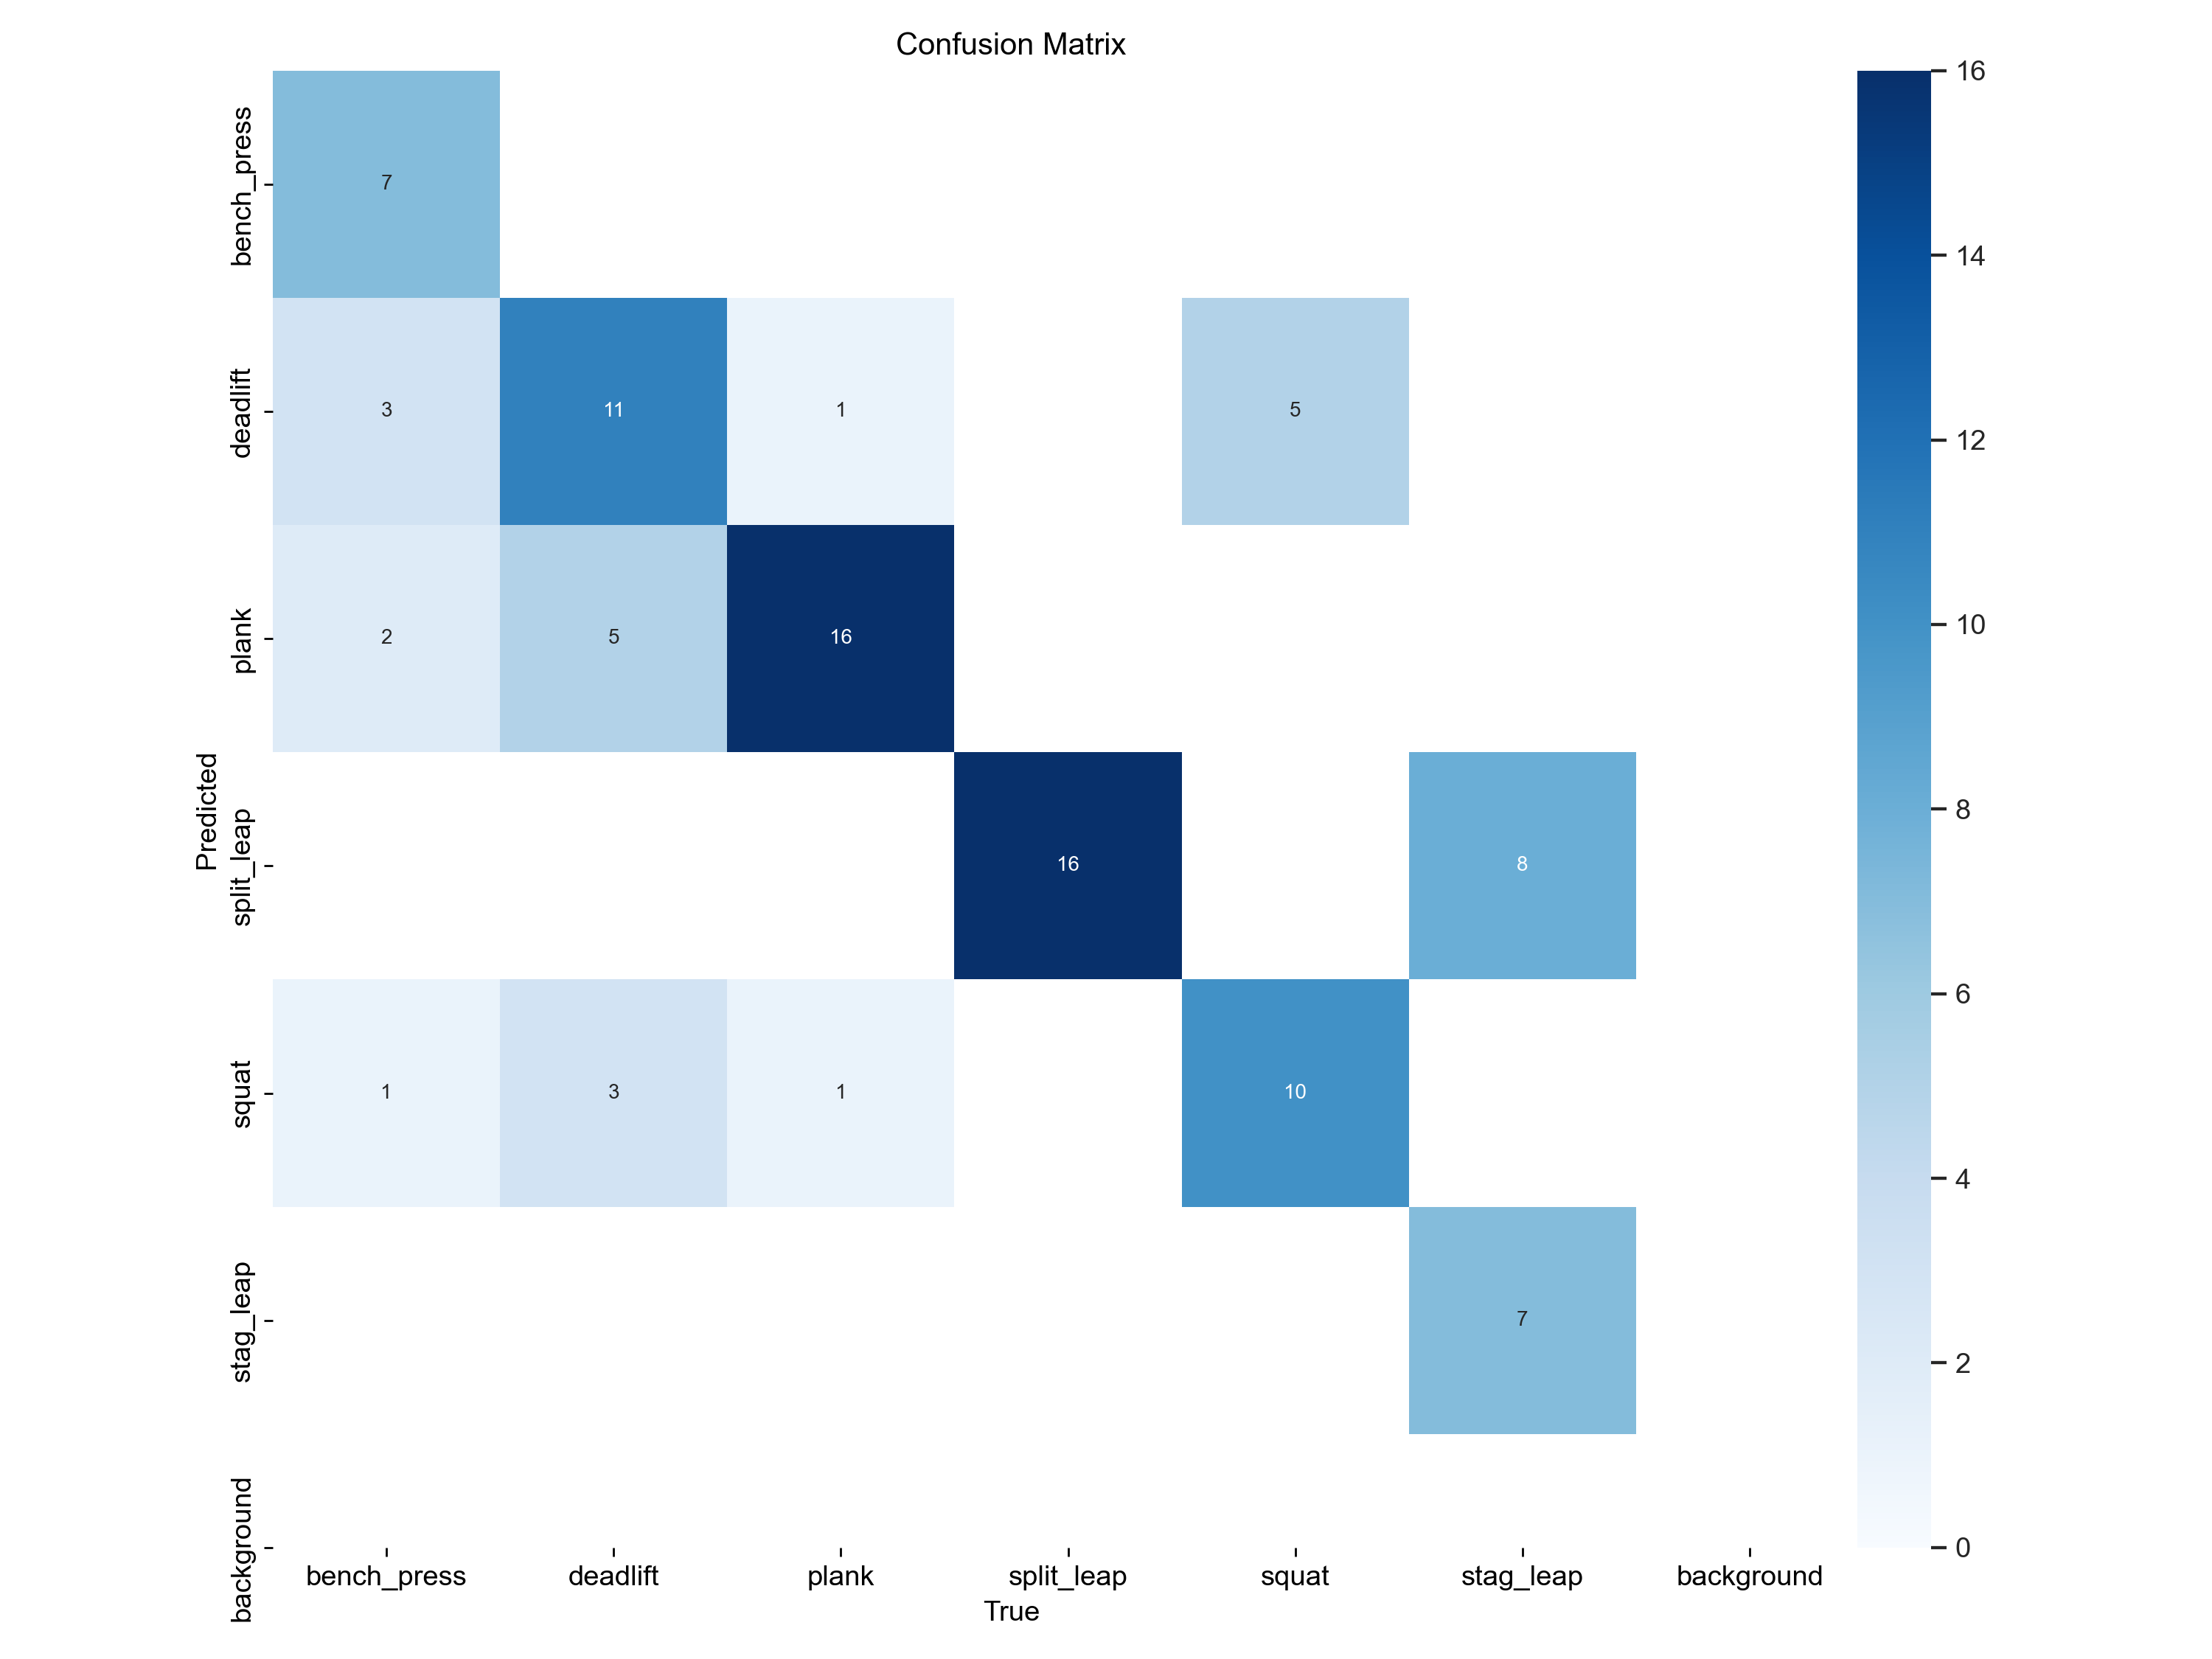 Confusion Matrix
Predicted
bench_press
deadlift
plank
split_leap
squat
stag_leap
background
7
3 11 1 5
2 5 16
16 8
1 3 1 10
7
bench_press deadlift plank split_leap squat stag_leap background
True
16
14
12
10
8
6
4
2
0